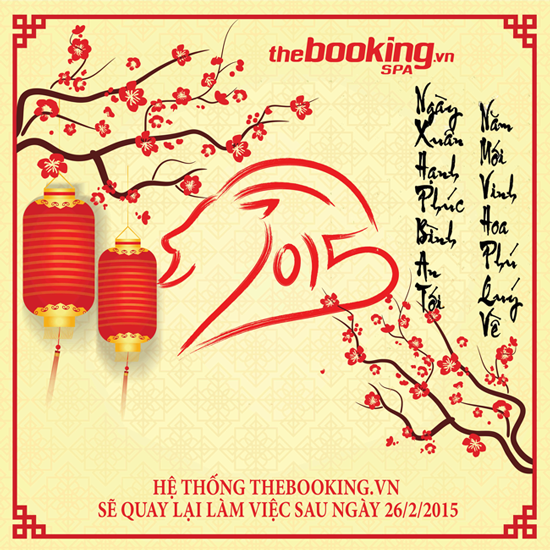 thebooking.vn
SPA
Ngày
Xuân
Hạnh
Phúc
Bình
An
Tới
Năm
Mới
Vinh
Hoa
Phú
Quý
Về
2015
HỆ THỐNG THEBOOKING.VN
SẼ QUAY LẠI LÀM VIỆC SAU NGÀY 26/2/2015